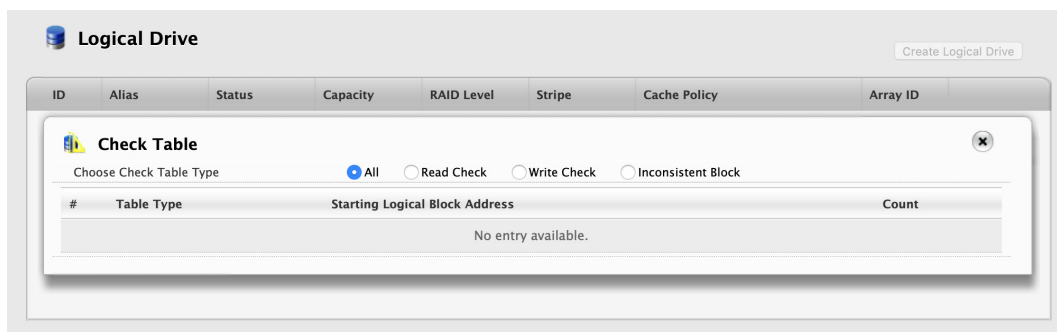 Logical Drive
Create Logical Drive
ID Alias Status Capacity RAID Level Stripe Cache Policy Array ID
Check Table
Choose Check Table Type All Read Check Write Check Inconsistent Block
# Table Type Starting Logical Block Address Count
No entry available.